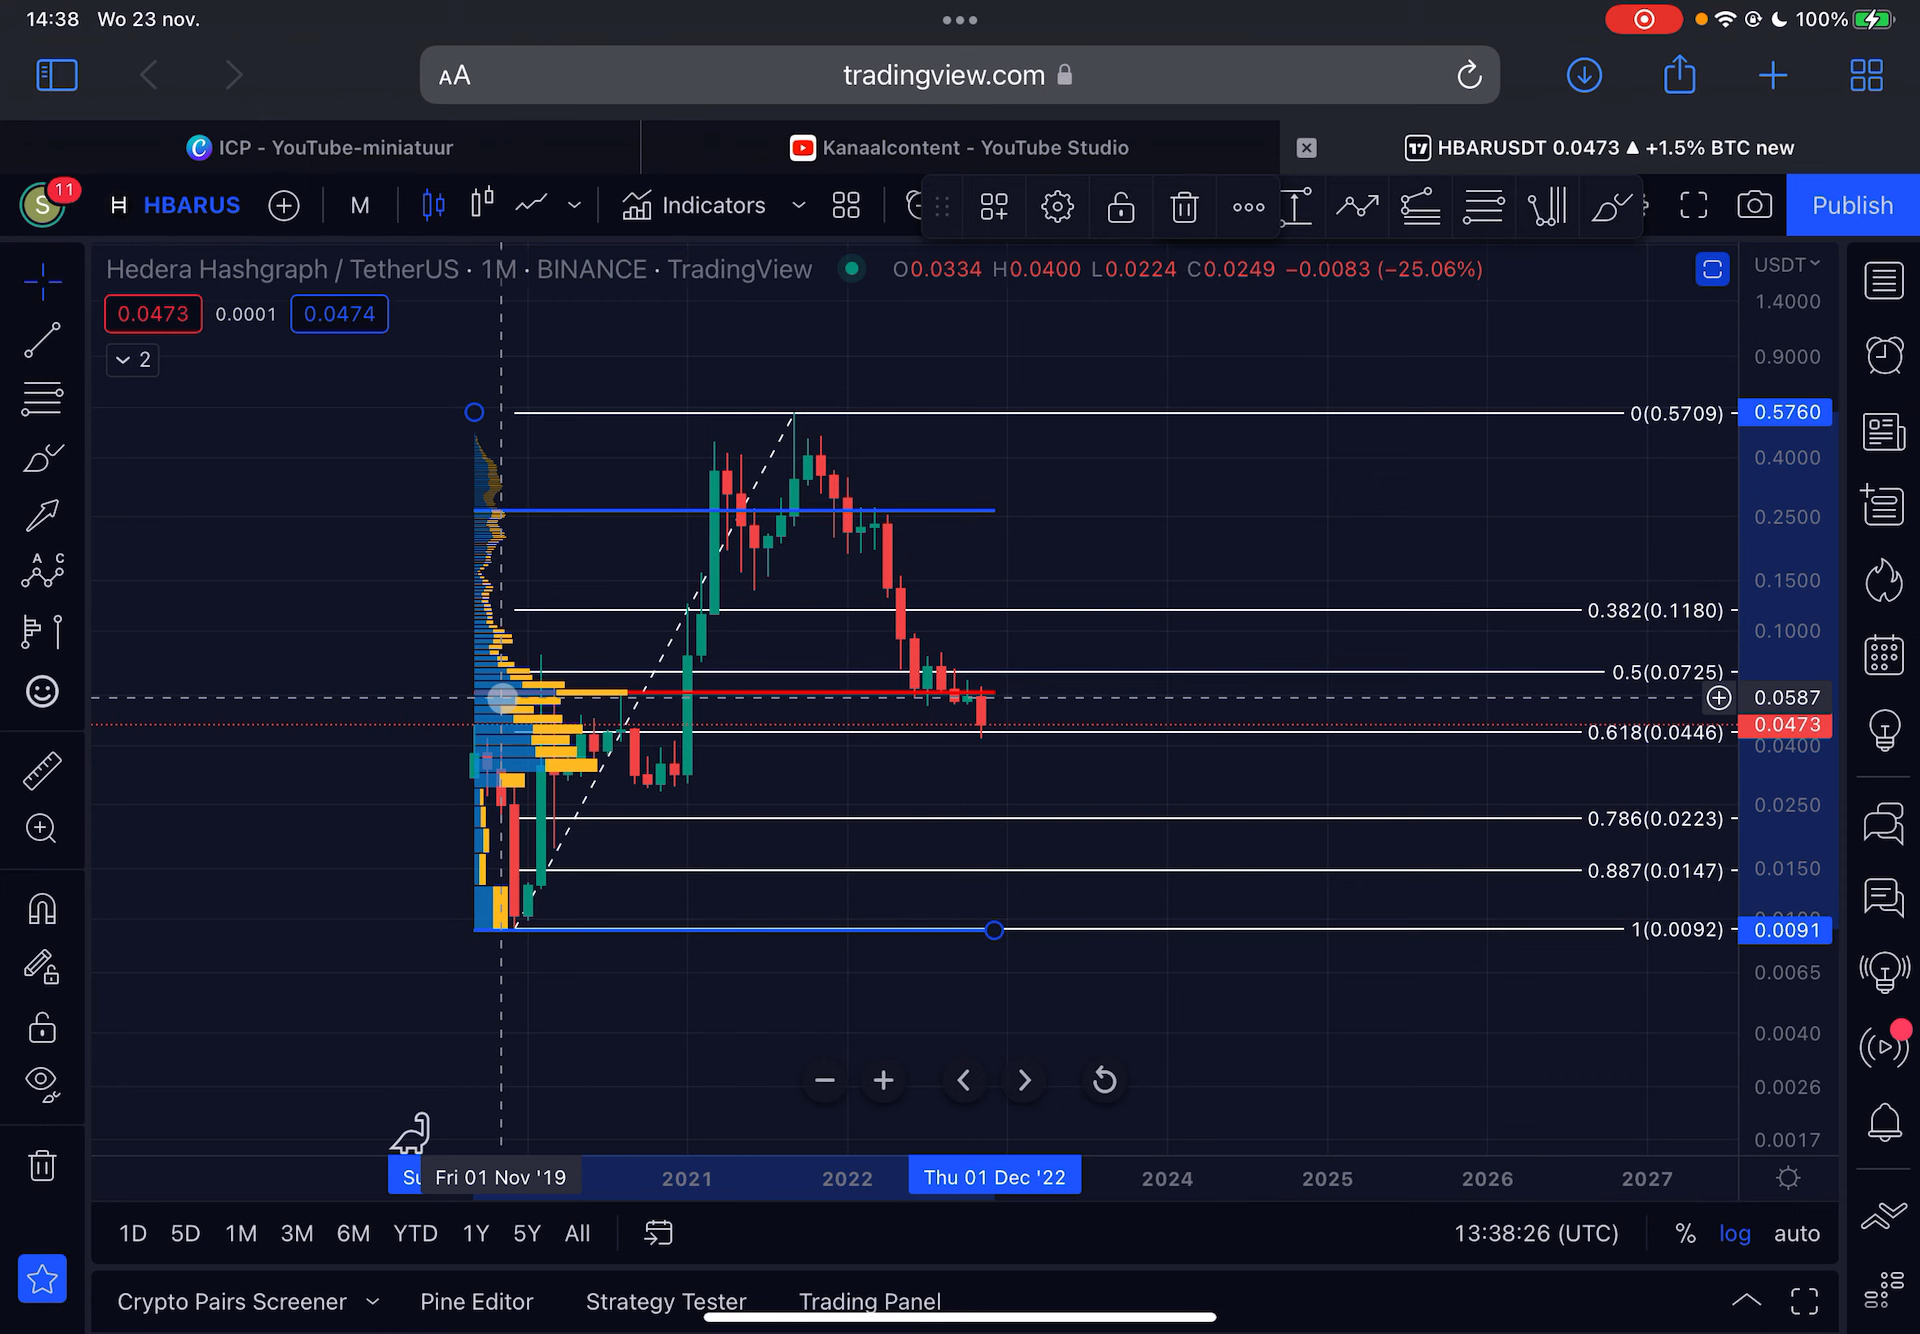 14:38 Wo 23 nov.
100%
AA
tradingview.com
ICP - YouTube-miniatuur
Kanaalcontent - YouTube Studio
HBARUSDT 0.0473 ▲ +1.5% BTC new
S
11
H HBARUS
M
Indicators
Publish
Hedera Hashgraph / TetherUS · 1M · BINANCE · TradingView
O0.0334 H0.0400 L0.0224 C0.0249 −0.0083 (−25.06%)
USDT
0.0473
0.0001
0.0474
2
1.4000
0.9000
0(0.5709)
0.5760
0.4000
0.2500
0.1500
0.382(0.1180)
0.1000
0.5(0.0725)
0.0587
0.0473
0.618(0.0446)
0.0400
0.0250
0.786(0.0223)
0.887(0.0147)
0.0150
1(0.0092)
0.0091
0.0065
0.0040
0.0026
0.0017
A C
Su
Fri 01 Nov '19
2021
2022
Thu 01 Dec '22
2024
2025
2026
2027
1D 5D 1M 3M 6M YTD 1Y 5Y All
13:38:26 (UTC)
% log auto
Crypto Pairs Screener
Pine Editor
Strategy Tester
Trading Panel